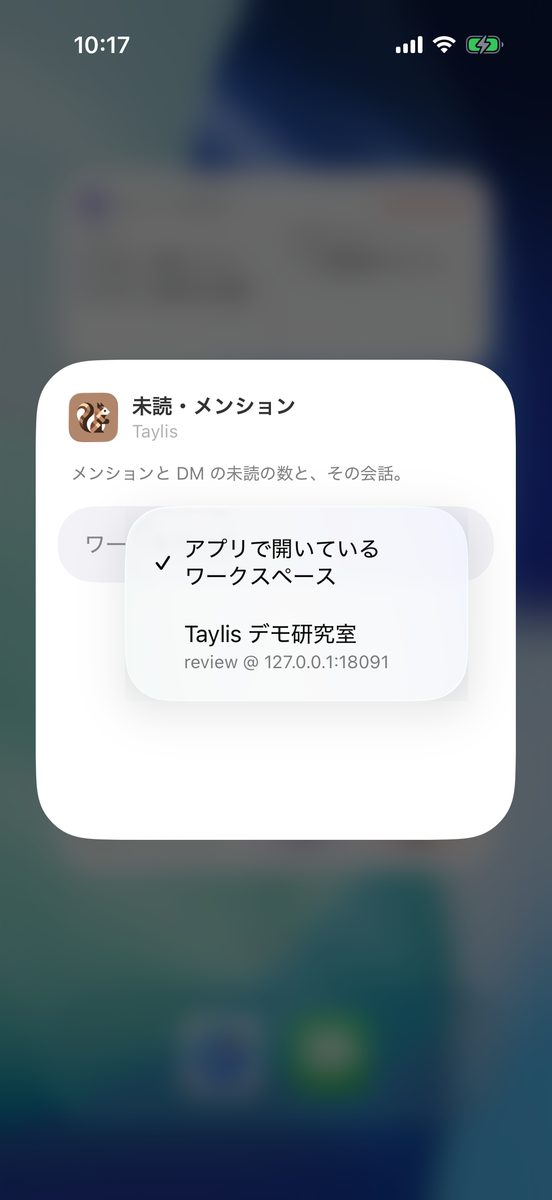 10:17
未読・メンション
Taylis
メンションと DM の未読の数と、その会話。
ワー
アプリで開いている
ワークスペース
Taylis デモ研究室
review @ 127.0.0.1:18091